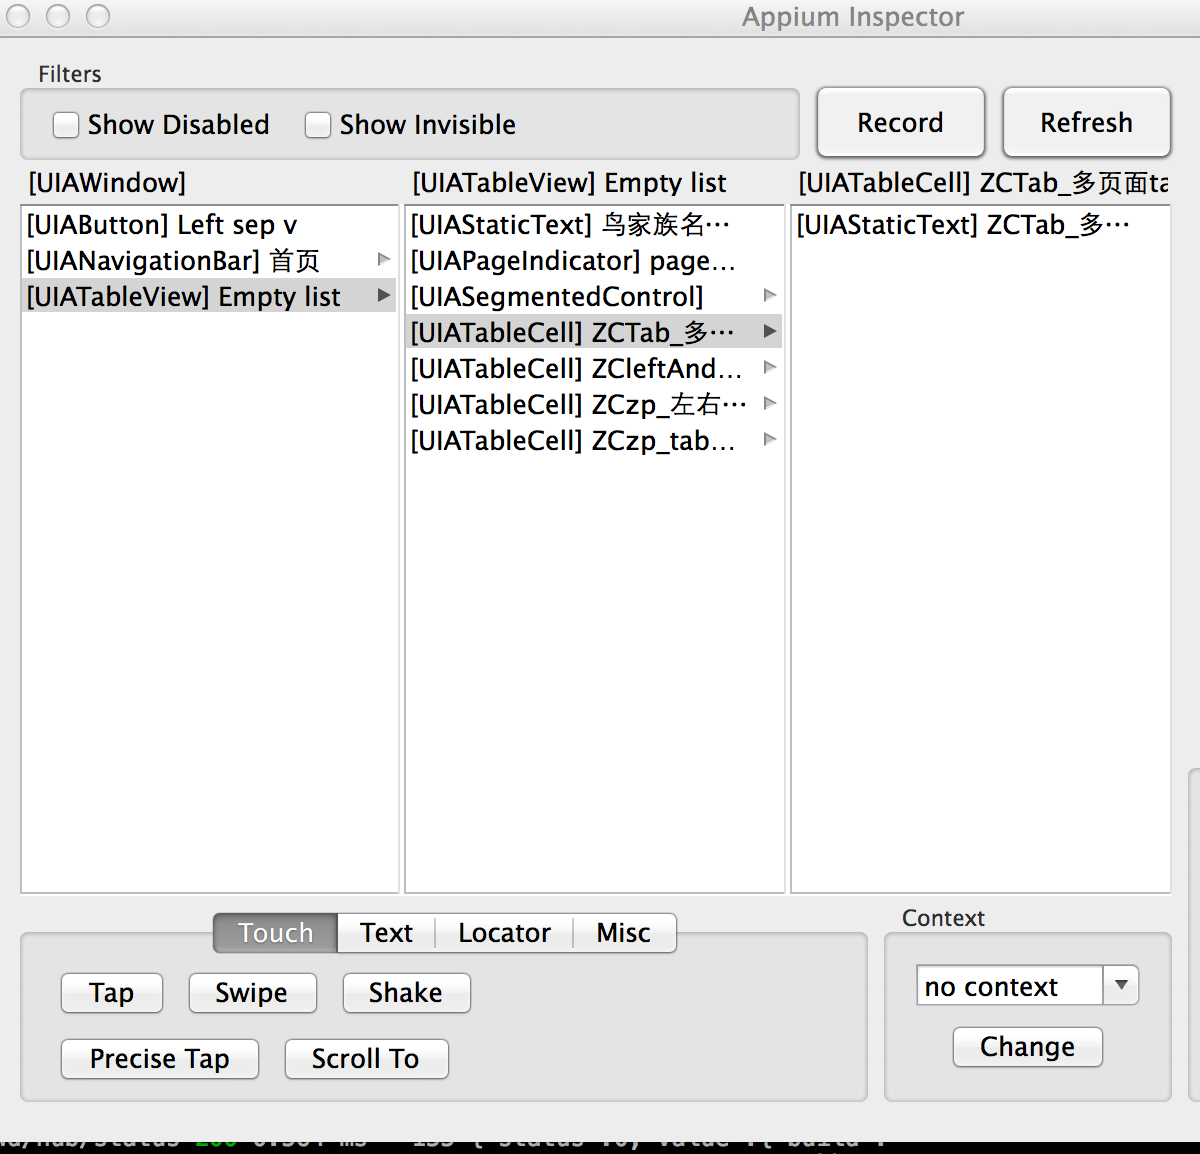 Appium Inspector
Filters
Show Disabled
Show Invisible
Record
Refresh
[UIAWindow]
[UIATableView] Empty list
[UIATableCell] ZCTab_多页面ta
[UIAButton] Left sep v
[UIANavigationBar] 首页
[UIATableView] Empty list
[UIAStaticText] 鸟家族名…
[UIAPageIndicator] page...
[UIASegmentedControl]
[UIATableCell] ZCTab_多…
[UIATableCell] ZCleftAnd...
[UIATableCell] ZCzp_左右…
[UIATableCell] ZCzp_tab...
[UIAStaticText] ZCTab_多…
Touch
Text
Locator
Misc
Tap
Swipe
Shake
Precise Tap
Scroll To
Context
no context
Change